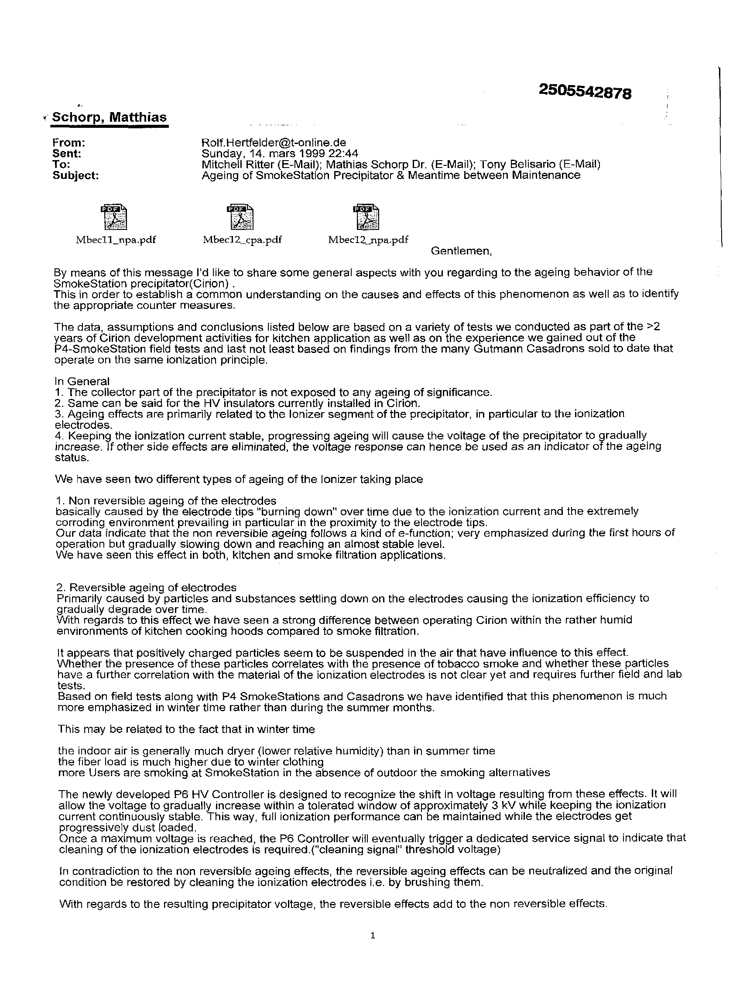 2505542878
Schorp, Matthias
From: Rolf.Hertfelder@t-online.de
Sent: Sunday, 14. mars 1999 22:44
To: Mitchell Ritter (E-Mail); Mathias Schorp Dr. (E-Mail); Tony Belisario (E-Mail)
Subject: Ageing of SmokeStation Precipitator & Meantime between Maintenance
PDF PDF PDF
Mbec11_npa.pdf Mbec12_cpa.pdf Mbec12_npa.pdf
Gentlemen,
By means of this message I'd like to share some general aspects with you regarding to the ageing behavior of the
SmokeStation precipitator(Cirion) .
This in order to establish a common understanding on the causes and effects of this phenomenon as well as to identify
the appropriate counter measures.
The data, assumptions and conclusions listed below are based on a variety of tests we conducted as part of the >2
years of Cirion development activities for kitchen application as well as on the experience we gained out of the
P4-SmokeStation field tests and last not least based on findings from the many Gutmann Casadrons sold to date that
operate on the same ionization principle.
In General
1. The collector part of the precipitator is not exposed to any ageing of significance.
2. Same can be said for the HV insulators currently installed in Cirion.
3. Ageing effects are primarily related to the Ionizer segment of the precipitator, in particular to the ionization
electrodes.
4. Keeping the ionization current stable, progressing ageing will cause the voltage of the precipitator to gradually
increase. If other side effects are eliminated, the voltage response can hence be used as an indicator of the ageing
status.
We have seen two different types of ageing of the Ionizer taking place
1. Non reversible ageing of the electrodes
basically caused by the electrode tips "burning down" over time due to the ionization current and the extremely
corroding environment prevailing in particular in the proximity to the electrode tips.
Our data indicate that the non reversible ageing follows a kind of e-function; very emphasized during the first hours of
operation but gradually slowing down and reaching an almost stable level.
We have seen this effect in both, kitchen and smoke filtration applications.
2. Reversible ageing of electrodes
Primarily caused by particles and substances settling down on the electrodes causing the ionization efficiency to
gradually degrade over time.
With regards to this effect we have seen a strong difference between operating Cirion within the rather humid
environments of kitchen cooking hoods compared to smoke filtration.
It appears that positively charged particles seem to be suspended in the air that have influence to this effect.
Whether the presence of these particles correlates with the presence of tobacco smoke and whether these particles
have a further correlation with the material of the ionization electrodes is not clear yet and requires further field and lab
tests.
Based on field tests along with P4 SmokeStations and Casadrons we have identified that this phenomenon is much
more emphasized in winter time rather than during the summer months.
This may be related to the fact that in winter time
the indoor air is generally much dryer (lower relative humidity) than in summer time
the fiber load is much higher due to winter clothing
more Users are smoking at SmokeStation in the absence of outdoor the smoking alternatives
The newly developed P6 HV Controller is designed to recognize the shift in voltage resulting from these effects. It will
allow the voltage to gradually increase within a tolerated window of approximately 3 kV while keeping the ionization
current continuously stable. This way, full ionization performance can be maintained while the electrodes get
progressively dust loaded.
Once a maximum voltage is reached, the P6 Controller will eventually trigger a dedicated service signal to indicate that
cleaning of the ionization electrodes is required.("cleaning signal" threshold voltage)
In contradiction to the non reversible ageing effects, the reversible ageing effects can be neutralized and the original
condition be restored by cleaning the ionization electrodes i.e. by brushing them.
With regards to the resulting precipitator voltage, the reversible effects add to the non reversible effects.
1